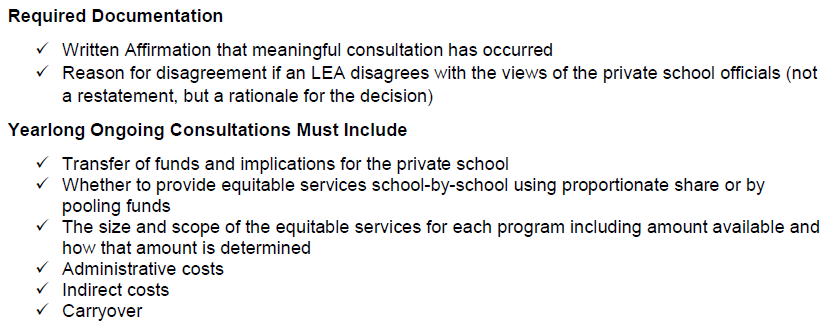 Required Documentation
✓ Written Affirmation that meaningful consultation has occurred
✓ Reason for disagreement if an LEA disagrees with the views of the private school officials (not
a restatement, but a rationale for the decision)
Yearlong Ongoing Consultations Must Include
✓ Transfer of funds and implications for the private school
✓ Whether to provide equitable services school-by-school using proportionate share or by
pooling funds
✓ The size and scope of the equitable services for each program including amount available and
how that amount is determined
✓ Administrative costs
✓ Indirect costs
✓ Carryover